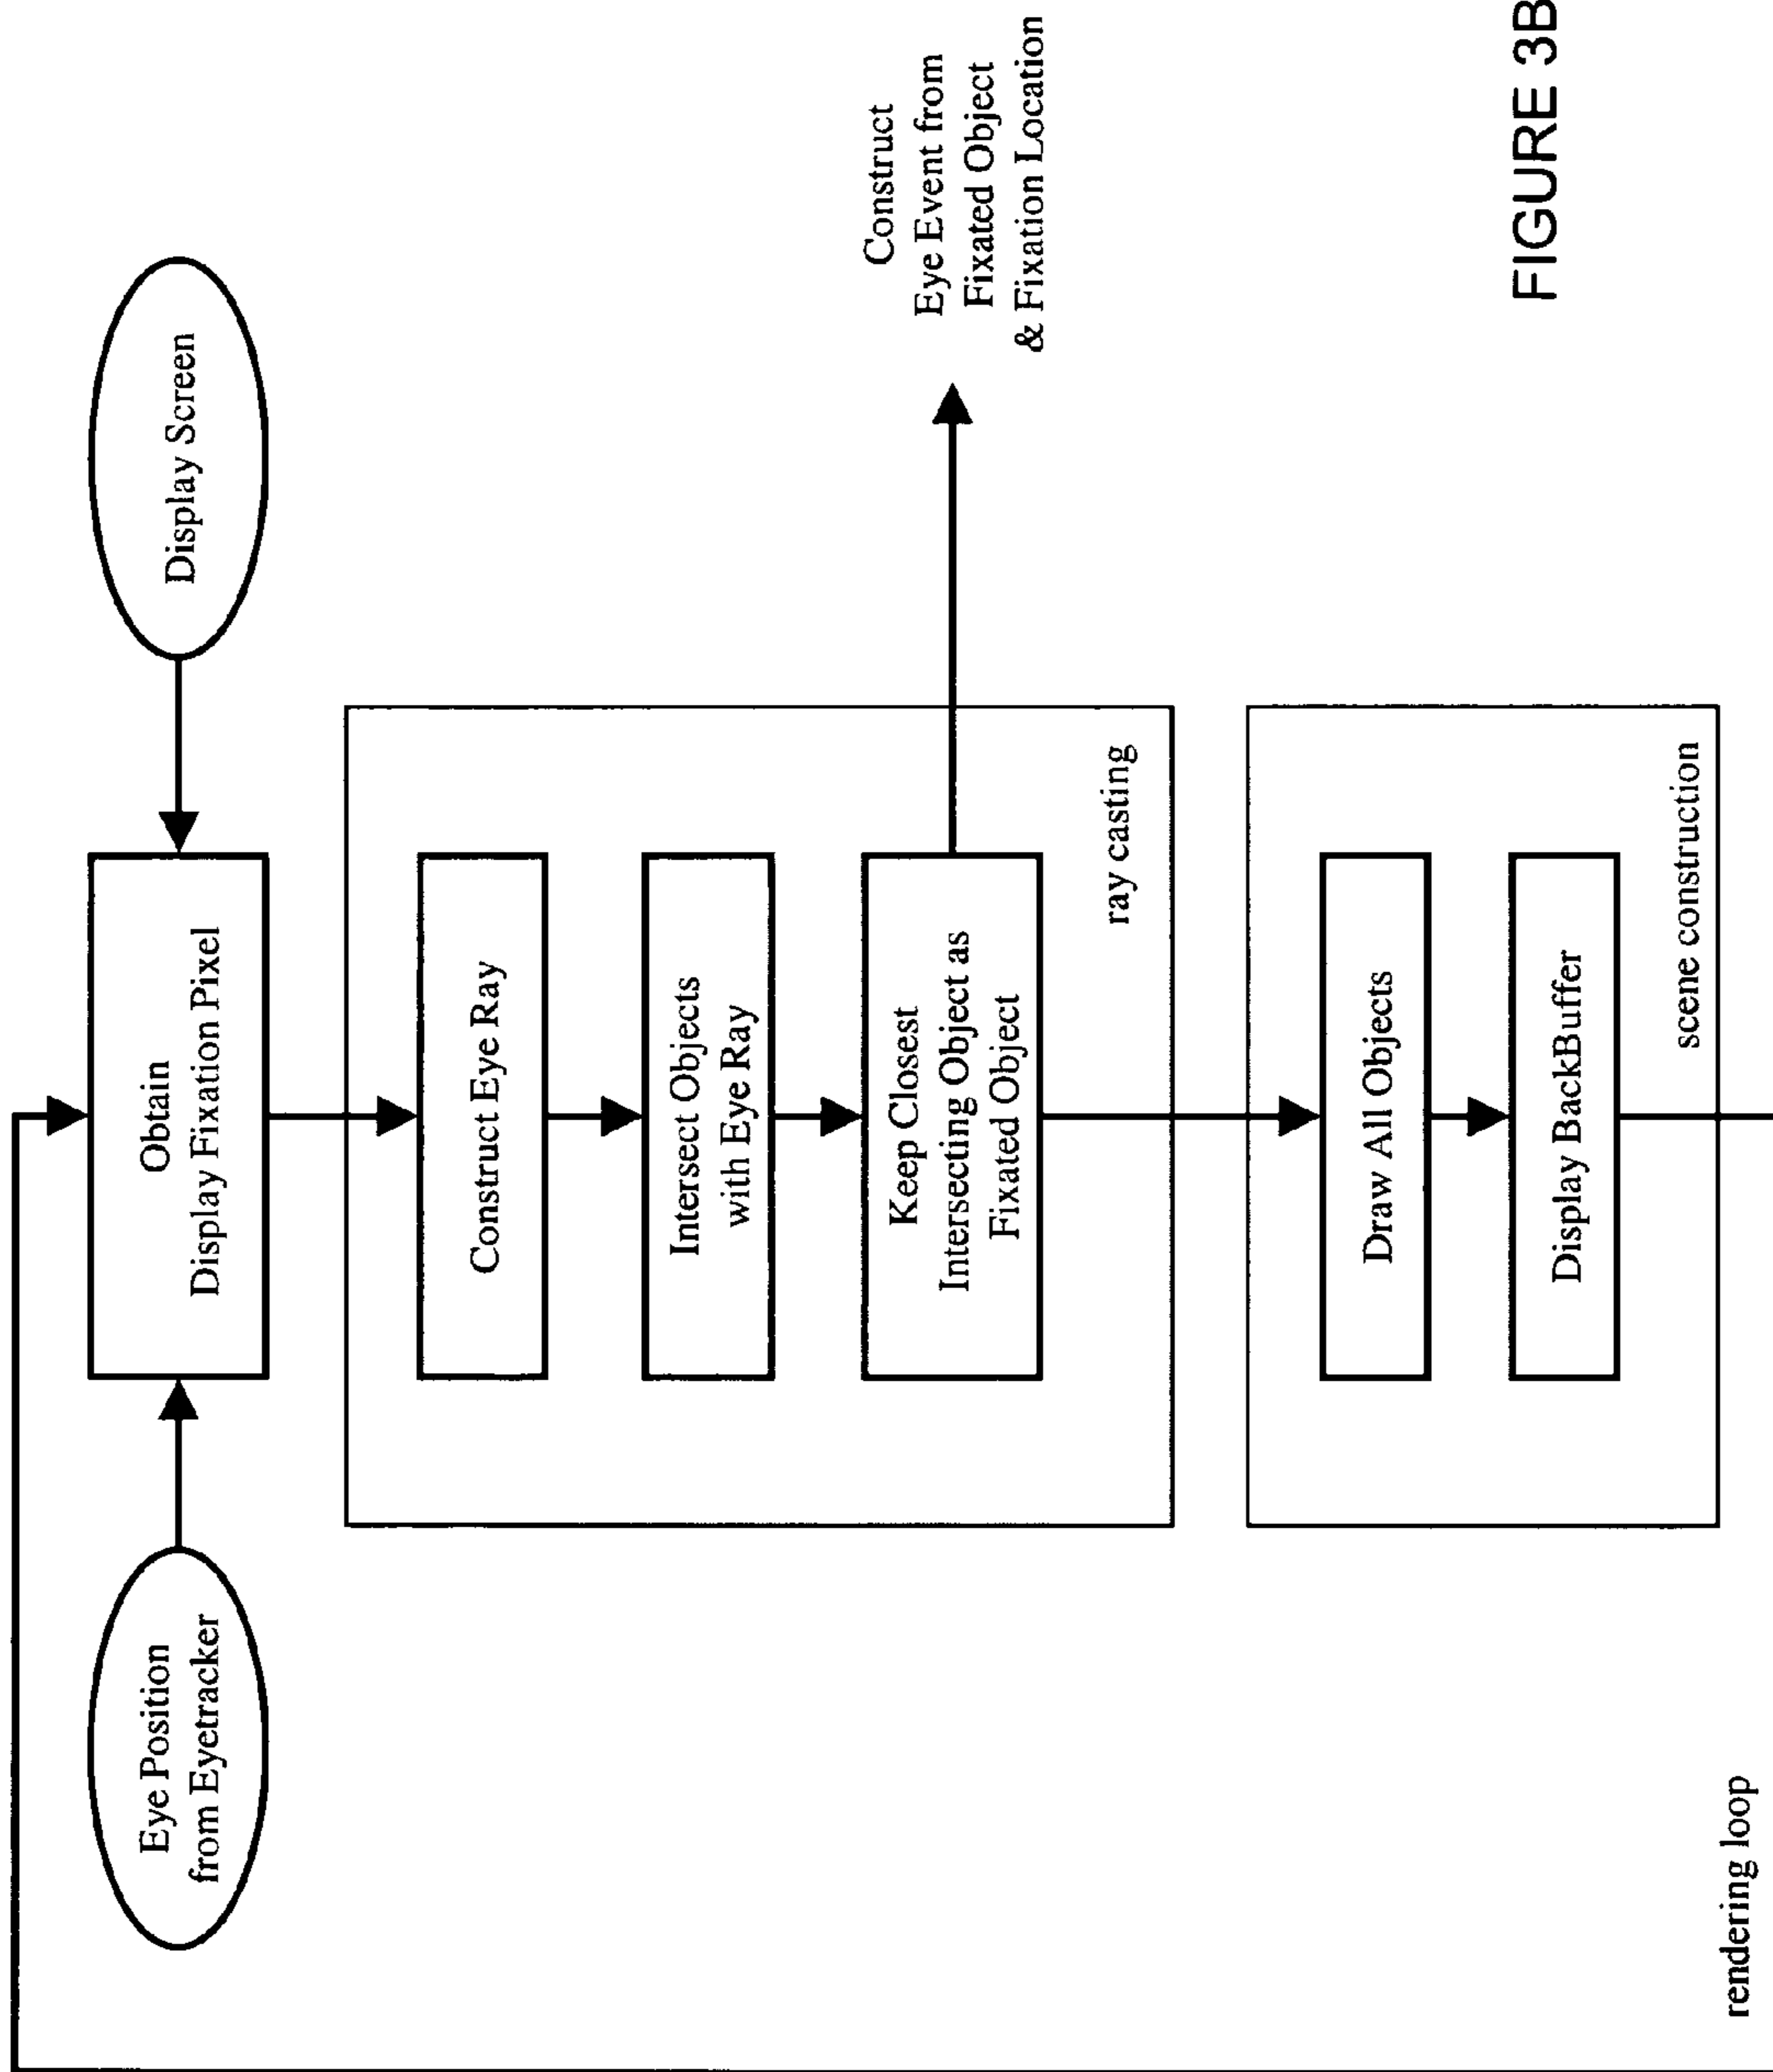 Eye Position
from Eyetracker
Obtain
Display Fixation Pixel
Display Screen
Construct Eye Ray
Intersect Objects
with Eye Ray
Keep Closest
Intersecting Object as
Fixated Object
ray casting
Construct
Eye Event from
Fixated Object
& Fixation Location
Draw All Objects
Display BackBuffer
scene construction
rendering loop
FIGURE 3B